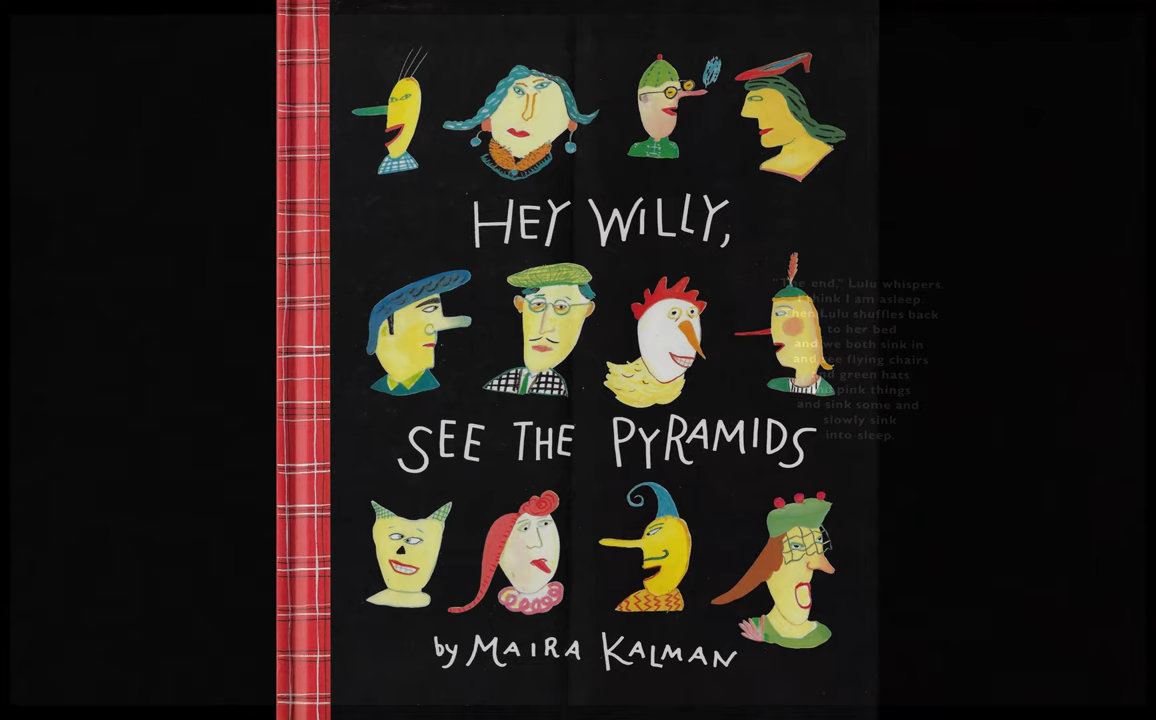 HEY WILLY,
SEE THE PYRAMIDS
by MAIRA KALMAN
"The end," Lulu whispers.
I think I am asleep.
Then Lulu shuffles back
to her bed
and we both sink in
and see flying chairs
and green hats
and pink things
and sink some and
slowly sink
into sleep.